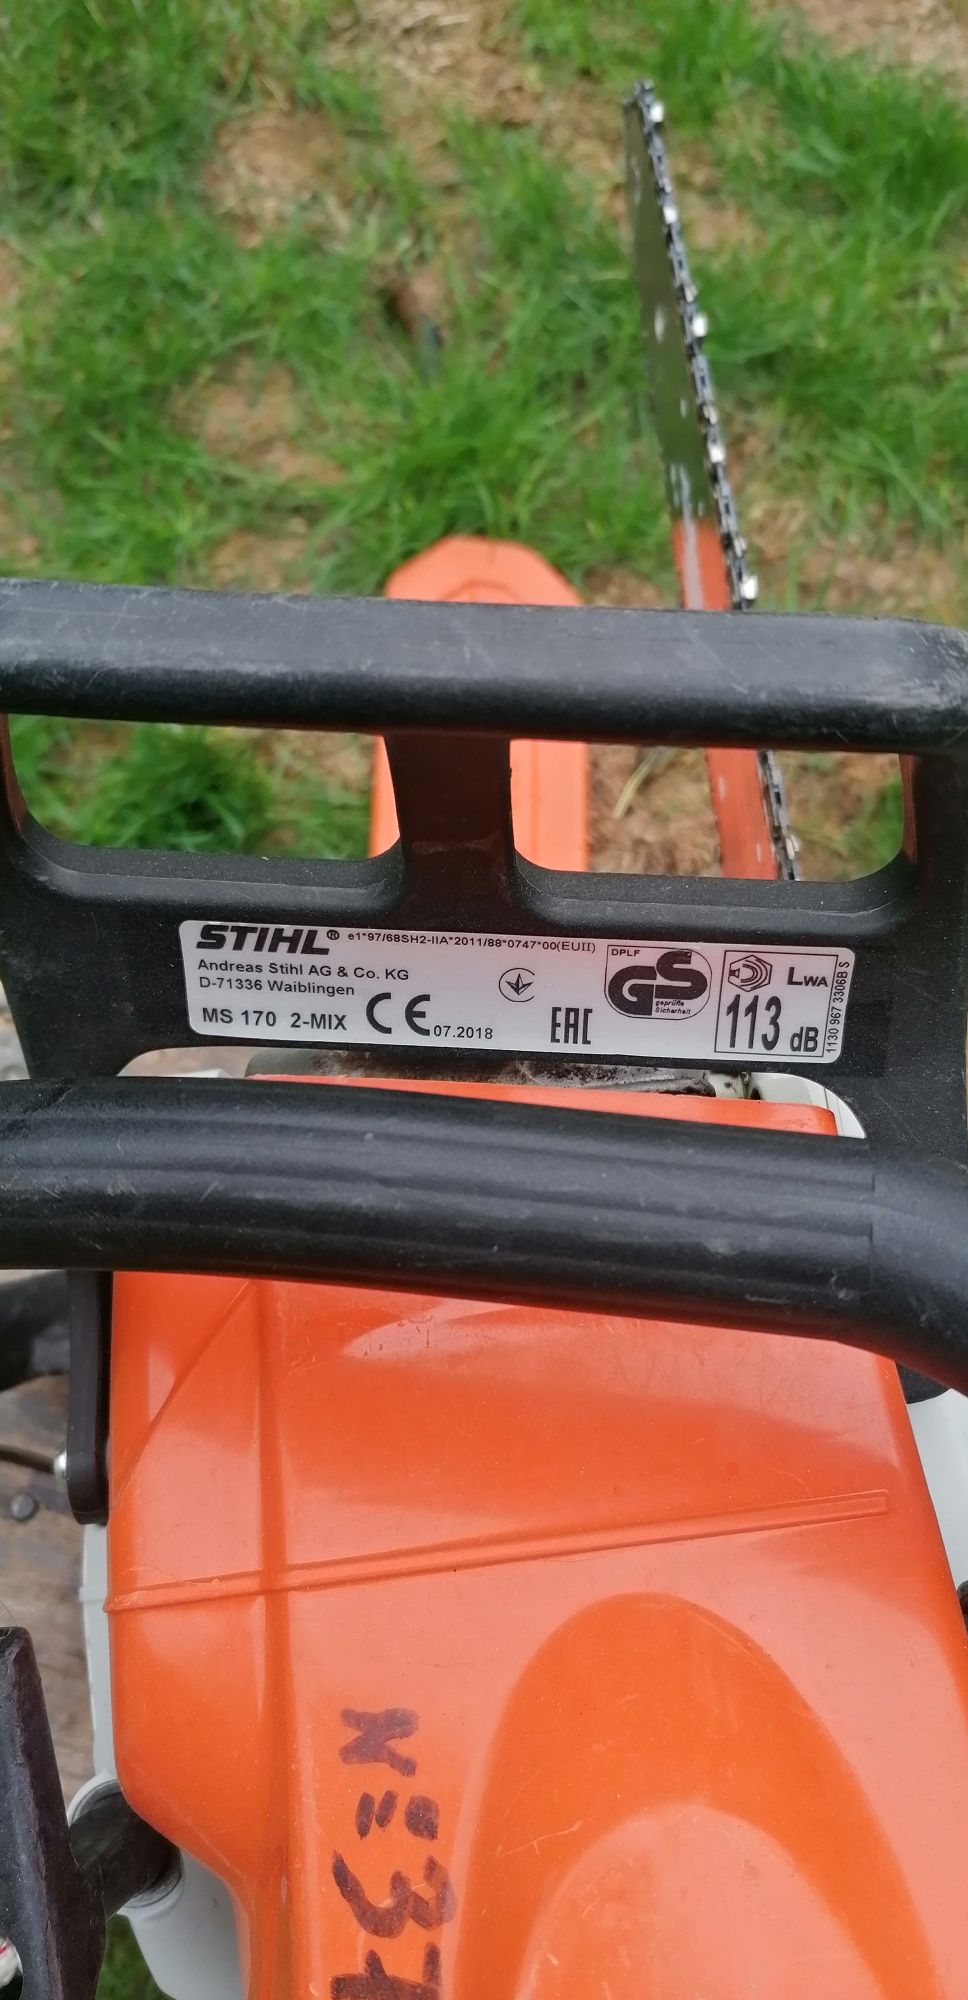 STIHL® e1*97/68SH2-IIA*2011/88*0747*00(EUII)
Andreas Stihl AG & Co. KG
D-71336 Waiblingen
MS 170 2-MIX CE 07.2018
EAC
DPLF
GS
geprüfte
Sicherheit
LWA
113 dB
1130 967 3306B S
N=37